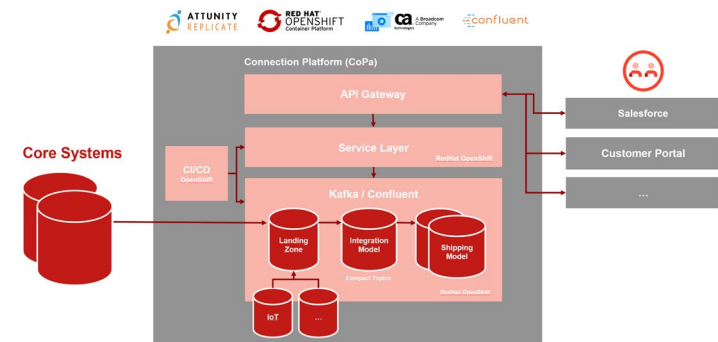 ATTUNITY
REPLICATE
RED HAT®
OPENSHIFT
Container Platform
ca
technologies
A Broadcom
Company
confluent
Connection Platform (CoPa)
API Gateway
Salesforce
Core Systems
CI/CD
OpenShift
Service Layer
RedHat OpenShift
Customer Portal
...
Kafka / Confluent
Landing
Zone
Integration
Model
Shipping
Model
Compact Topics
RedHat OpenShift
IoT
...